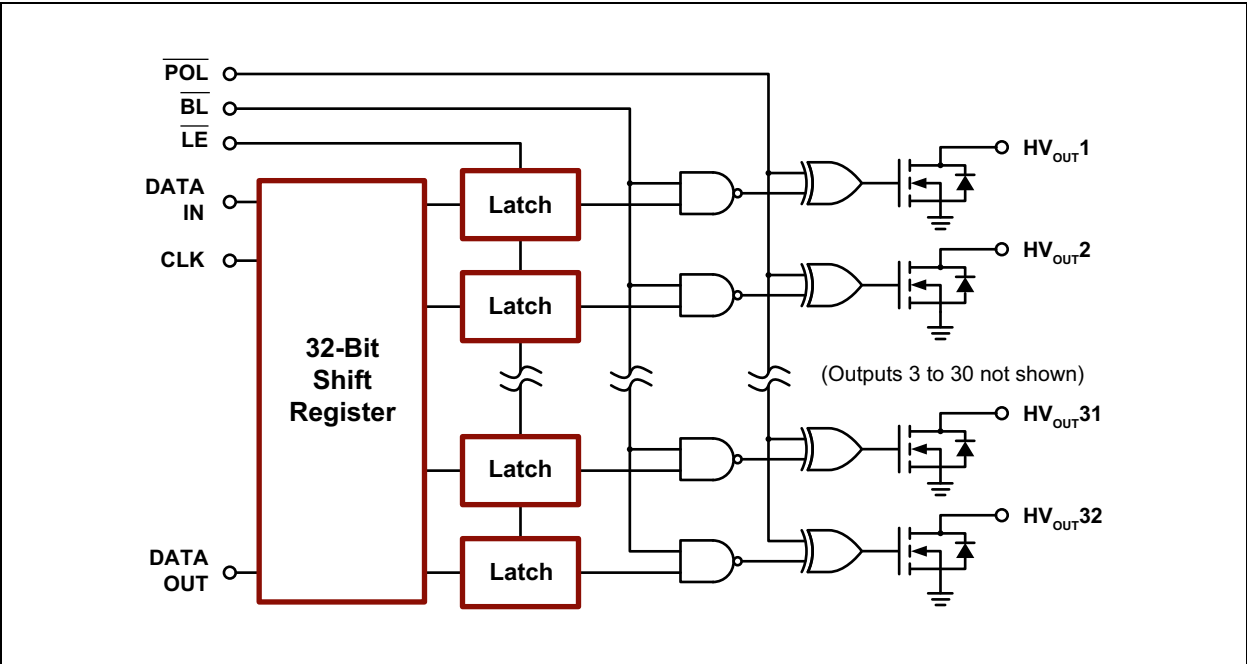 POL
BL
LE
DATA
IN
CLK
32-Bit
Shift
Register
DATA
OUT
Latch
Latch
Latch
Latch
HVOUT1
HVOUT2
(Outputs 3 to 30 not shown)
HVOUT31
HVOUT32